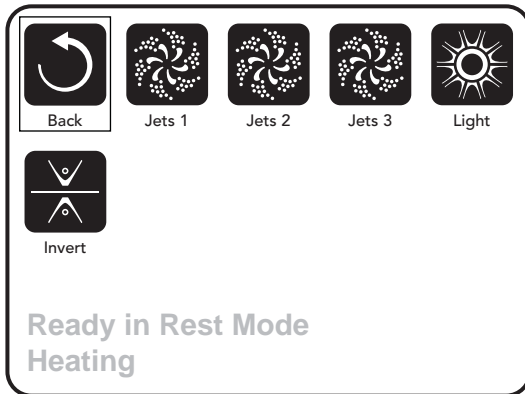 Back Jets 1 Jets 2 Jets 3 Light
Invert
Ready in Rest Mode
Heating